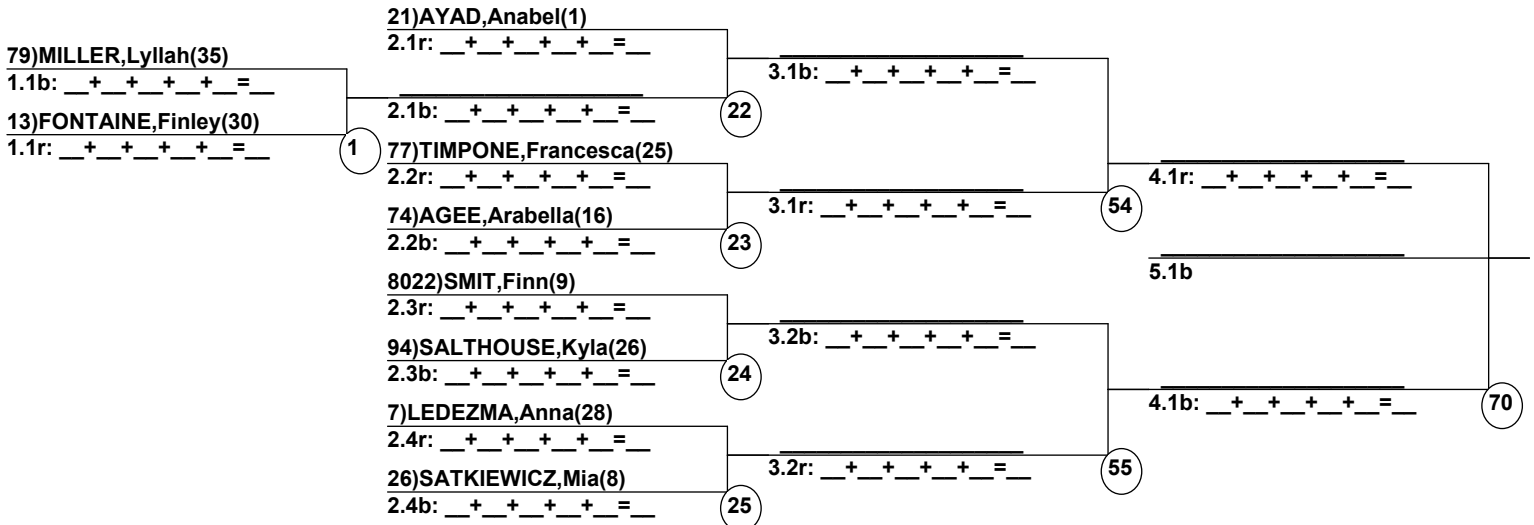 79)MILLER,Lyllah(35)
1.1b: __+__+__+__+__=__
13)FONTAINE,Finley(30)
1.1r: __+__+__+__+__=__
1
21)AYAD,Anabel(1)
2.1r: __+__+__+__+__=__
2.1b: __+__+__+__+__=__
22
77)TIMPONE,Francesca(25)
2.2r: __+__+__+__+__=__
74)AGEE,Arabella(16)
2.2b: __+__+__+__+__=__
23
8022)SMIT,Finn(9)
2.3r: __+__+__+__+__=__
94)SALTHOUSE,Kyla(26)
2.3b: __+__+__+__+__=__
24
7)LEDEZMA,Anna(28)
2.4r: __+__+__+__+__=__
26)SATKIEWICZ,Mia(8)
2.4b: __+__+__+__+__=__
25
3.1b: __+__+__+__+__=__
3.1r: __+__+__+__+__=__
54
3.2b: __+__+__+__+__=__
3.2r: __+__+__+__+__=__
55
4.1r: __+__+__+__+__=__
5.1b
4.1b: __+__+__+__+__=__
70